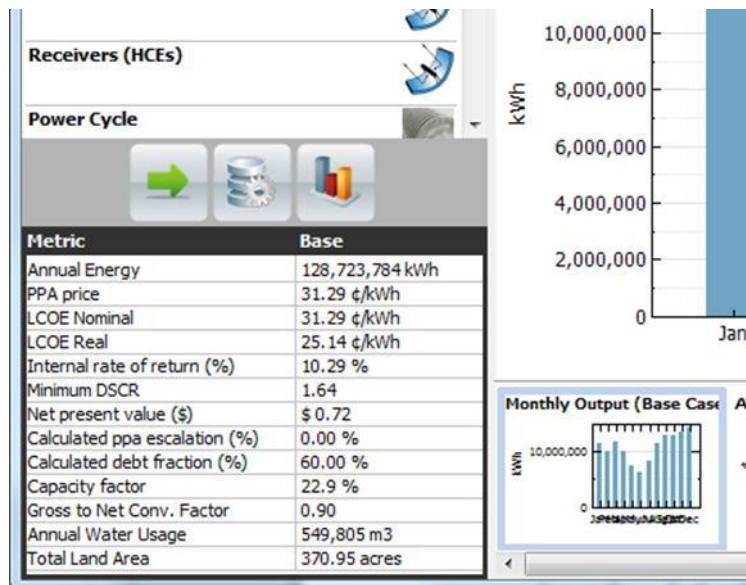 Receivers (HCEs)
Power Cycle
Metric Base
Annual Energy 128,723,784 kWh
PPA price 31.29 ¢/kWh
LCOE Nominal 31.29 ¢/kWh
LCOE Real 25.14 ¢/kWh
Internal rate of return (%) 10.29 %
Minimum DSCR 1.64
Net present value ($) $ 0.72
Calculated ppa escalation (%) 0.00 %
Calculated debt fraction (%) 60.00 %
Capacity factor 22.9 %
Gross to Net Conv. Factor 0.90
Annual Water Usage 549,805 m3
Total Land Area 370.95 acres
kWh
10,000,000
8,000,000
6,000,000
4,000,000
2,000,000
0
Jan
Monthly Output (Base Case A
kWh
10,000,000
0